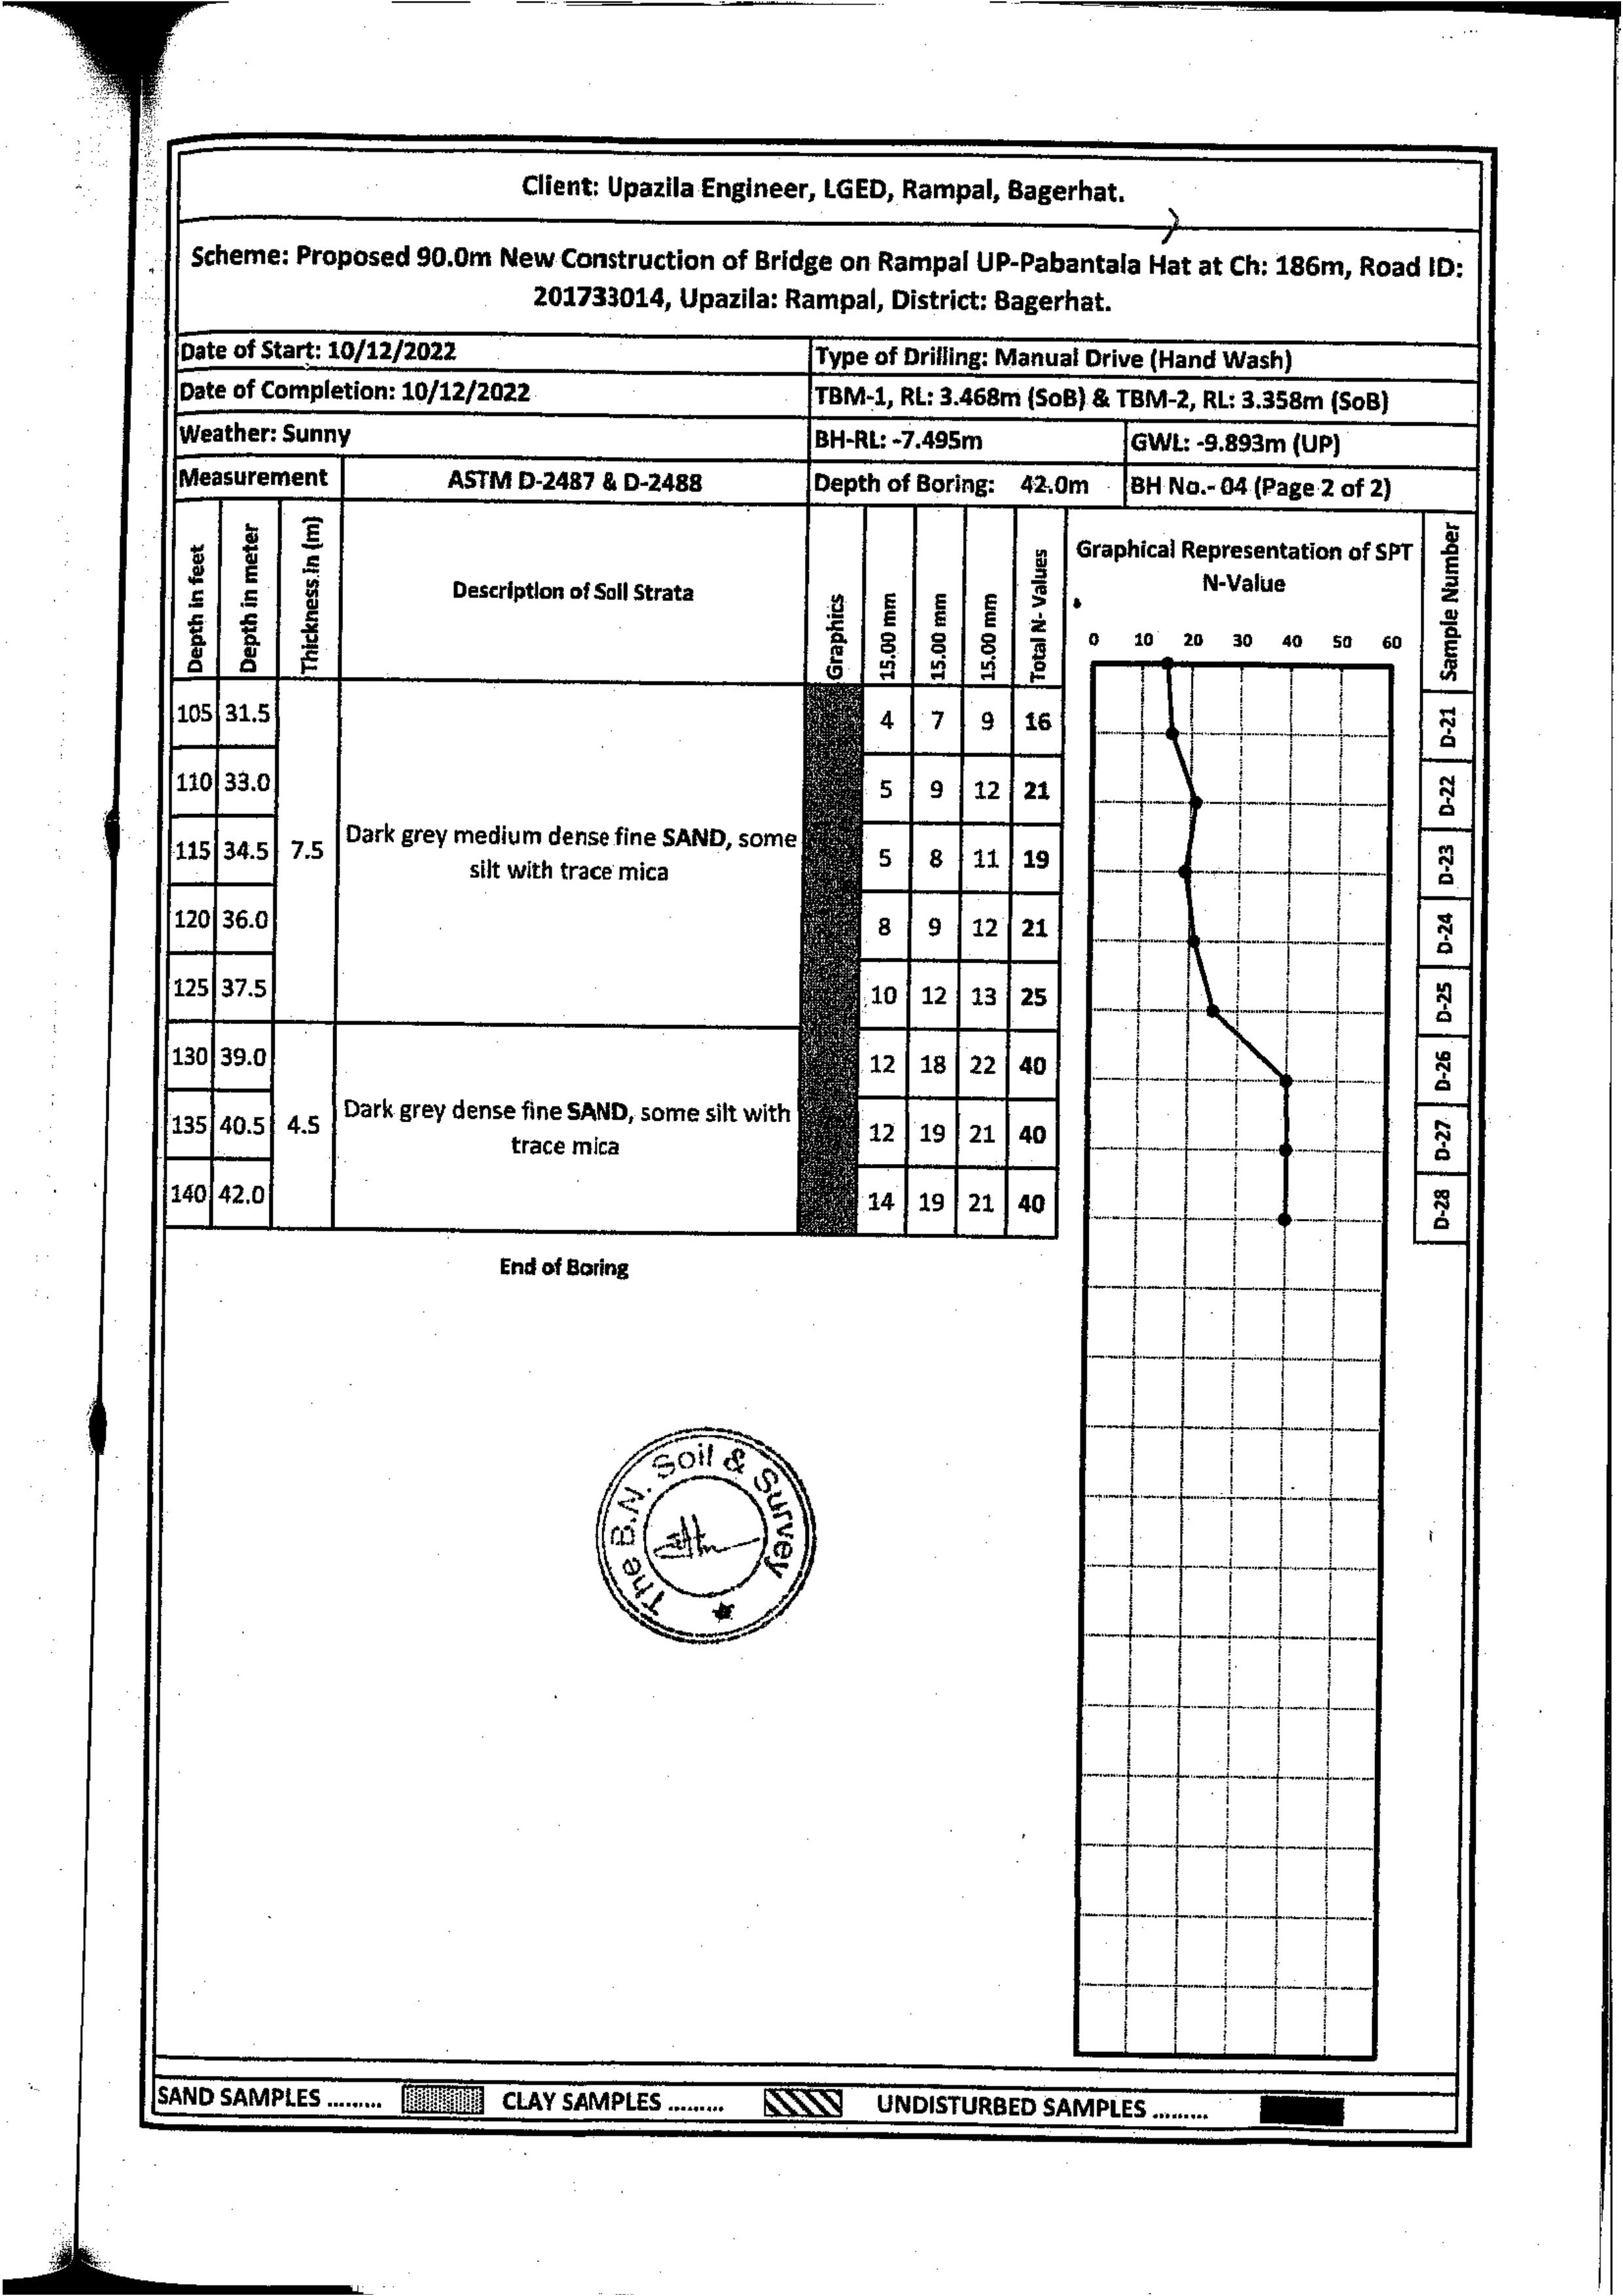 Client: Upazila Engineer, LGED, Rampal, Bagerhat.
Scheme: Proposed 90.0m New Construction of Bridge on Rampal UP-Pabantala Hat at Ch: 186m, Road ID:
201733014, Upazila: Rampal, District: Bagerhat.
Date of Start: 10/12/2022 Type of Drilling: Manual Drive (Hand Wash)
Date of Completion: 10/12/2022 TBM-1, RL: 3.468m (SoB) & TBM-2, RL: 3.358m (SoB)
Weather: Sunny BH-RL: -7.495m GWL: -9.893m (UP)
Measurement ASTM D-2487 & D-2488 Depth of Boring: 42.0m BH No.- 04 (Page 2 of 2)
Depth in feet Depth in meter Thickness in (m) Description of Soil Strata Graphics 15.00 mm 15.00 mm 15.00 mm Total N- Values Graphical Representation of SPT N-Value Sample Number
0 10 20 30 40 50 60
105 31.5 4 7 9 16 D-21
110 33.0 5 9 12 21 D-22
115 34.5 7.5 Dark grey medium dense fine SAND, some
silt with trace mica 5 8 11 19 D-23
120 36.0 8 9 12 21 D-24
125 37.5 10 12 13 25 D-25
130 39.0 12 18 22 40 D-26
135 40.5 4.5 Dark grey dense fine SAND, some silt with
trace mica 12 19 21 40 D-27
140 42.0 14 19 21 40 D-28
End of Boring
The B.N. Soil & Survey
SAND SAMPLES ......... CLAY SAMPLES ......... UNDISTURBED SAMPLES .........